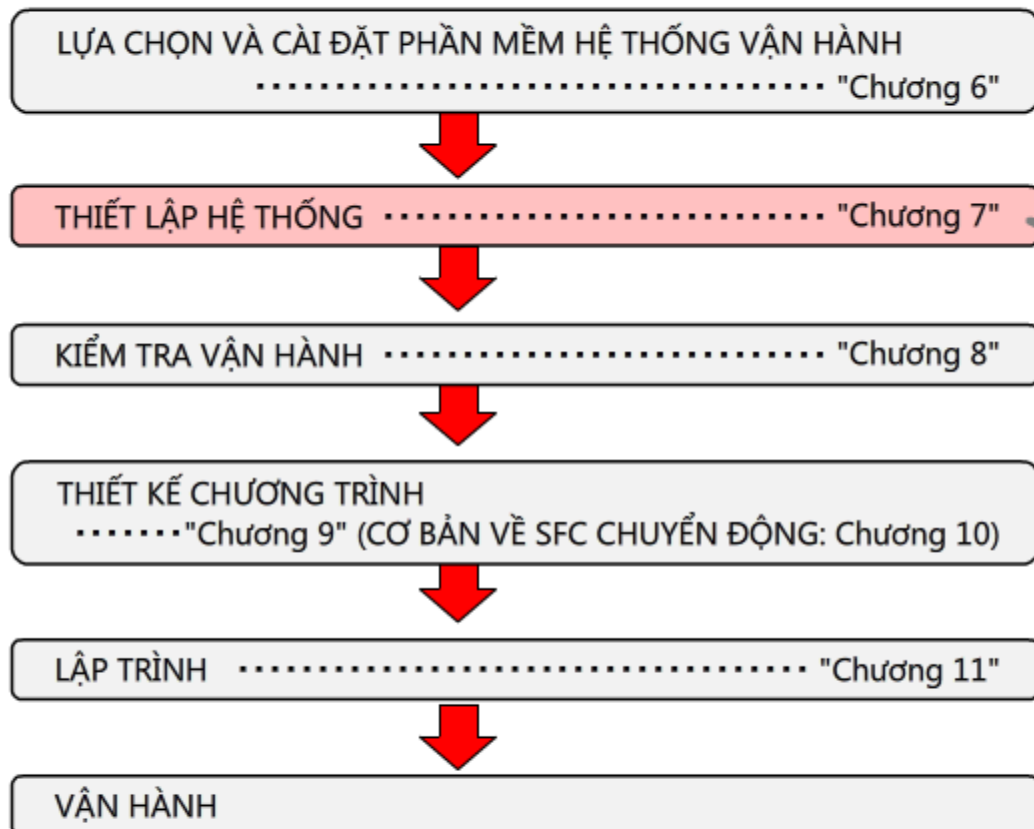 LỰA CHỌN VÀ CÀI ĐẶT PHẦN MỀM HỆ THỐNG VẬN HÀNH
···································· "Chương 6"
THIẾT LẬP HỆ THỐNG ···························· "Chương 7"
KIỂM TRA VẬN HÀNH ···························· "Chương 8"
THIẾT KẾ CHƯƠNG TRÌNH
·······"Chương 9" (CƠ BẢN VỀ SFC CHUYỂN ĐỘNG: Chương 10)
LẬP TRÌNH ···································· "Chương 11"
VẬN HÀNH